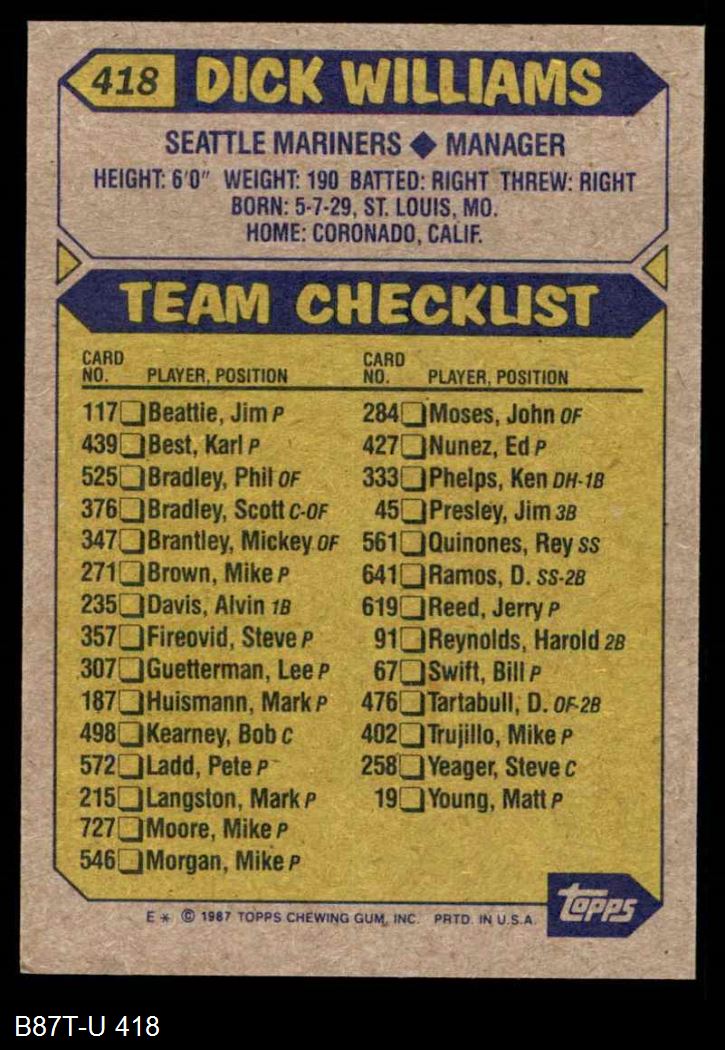 418 DICK WILLIAMS
SEATTLE MARINERS ◆ MANAGER
HEIGHT: 6'0" WEIGHT: 190 BATTED: RIGHT THREW: RIGHT
BORN: 5-7-29, ST. LOUIS, MO.
HOME: CORONADO, CALIF.
TEAM CHECKLIST
CARD
NO. PLAYER, POSITION
117 Beattie, Jim P
439 Best, Karl P
525 Bradley, Phil OF
376 Bradley, Scott C-OF
347 Brantley, Mickey OF
271 Brown, Mike P
235 Davis, Alvin 1B
357 Fireovid, Steve P
307 Guetterman, Lee P
187 Huismann, Mark P
498 Kearney, Bob C
572 Ladd, Pete P
215 Langston, Mark P
727 Moore, Mike P
546 Morgan, Mike P
CARD
NO. PLAYER, POSITION
284 Moses, John OF
427 Nunez, Ed P
333 Phelps, Ken DH-1B
45 Presley, Jim 3B
561 Quinones, Rey SS
641 Ramos, D. SS-2B
619 Reed, Jerry P
91 Reynolds, Harold 2B
67 Swift, Bill P
476 Tartabull, D. OF-2B
402 Trujillo, Mike P
258 Yeager, Steve C
19 Young, Matt P
E * © 1987 TOPPS CHEWING GUM, INC. PRTD. IN U.S.A.
topps
B87T-U 418